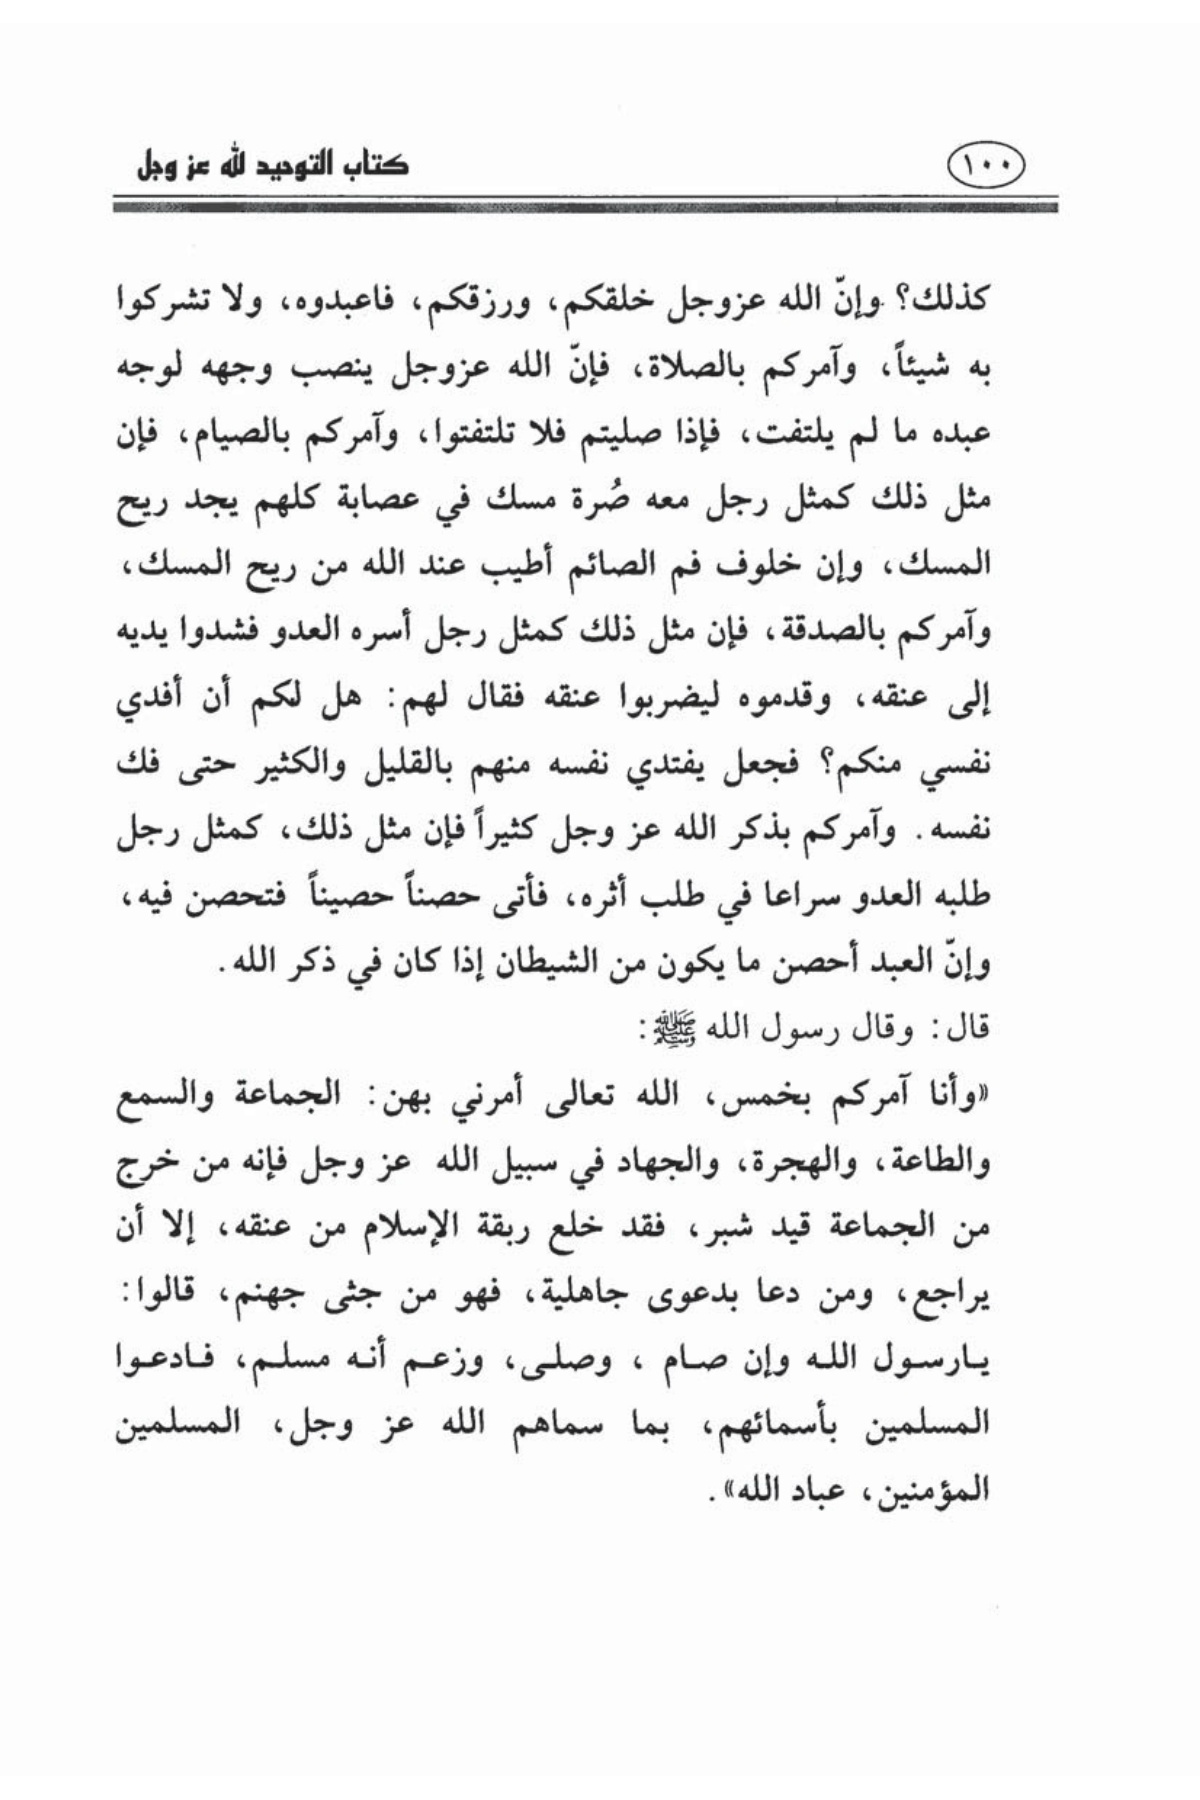 ١٠٠ كتاب التوحيد لله عز وجل
كذلك؟ وإنّ الله عزوجل خلقكم، ورزقكم، فاعبدوه، ولا تشركوا
به شيئاً، وآمركم بالصلاة، فإنّ الله عزوجل ينصب وجهه لوجه
عبده ما لم يلتفت، فإذا صليتم فلا تلتفتوا، وآمركم بالصيام، فإن
مثل ذلك كمثل رجل معه صُرة مسك في عصابة كلهم يجد ريح
المسك، وإن خلوف فم الصائم أطيب عند الله من ريح المسك،
وآمركم بالصدقة، فإن مثل ذلك كمثل رجل أسره العدو فشدوا يديه
إلى عنقه، وقدموه ليضربوا عنقه فقال لهم: هل لكم أن أفدي
نفسي منكم؟ فجعل يفتدي نفسه منهم بالقليل والكثير حتى فك
نفسه. وآمركم بذكر الله عز وجل كثيراً فإن مثل ذلك، كمثل رجل
طلبه العدو سراعا في طلب أثره، فأتى حصناً حصيناً فتحصن فيه،
وإنّ العبد أحصن ما يكون من الشيطان إذا كان في ذكر الله.
قال: وقال رسول الله ﷺ:
«وأنا آمركم بخمس، الله تعالى أمرني بهن: الجماعة والسمع
والطاعة، والهجرة، والجهاد في سبيل الله عز وجل فإنه من خرج
من الجماعة قيد شبر، فقد خلع ربقة الإسلام من عنقه، إلا أن
يراجع، ومن دعا بدعوى جاهلية، فهو من جثى جهنم، قالوا:
يارسول الله وإن صام ، وصلى، وزعم أنه مسلم، فادعوا
المسلمين بأسمائهم، بما سماهم الله عز وجل، المسلمين
المؤمنين، عباد الله».